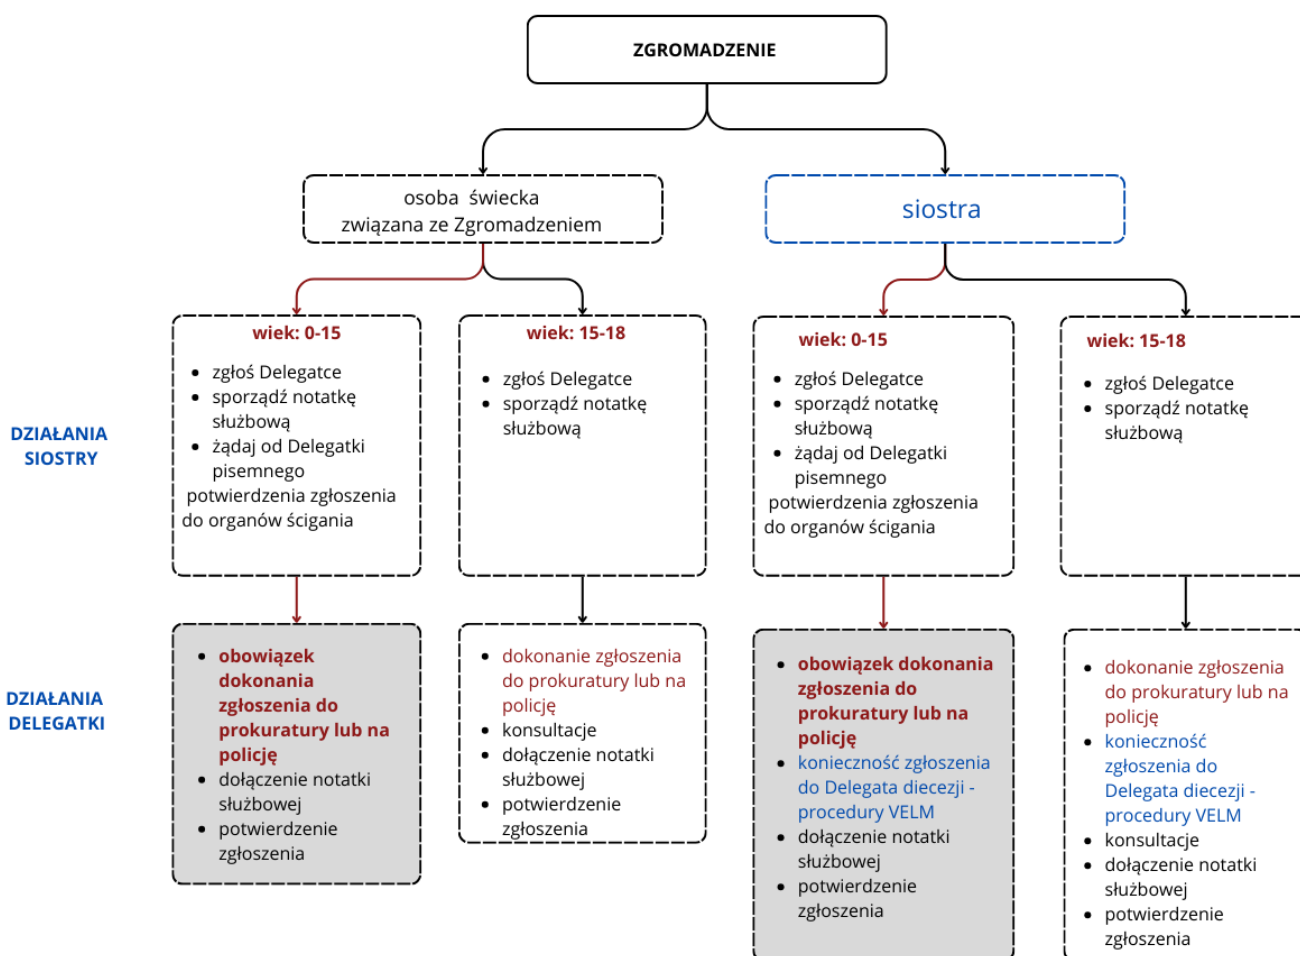 ZGROMADZENIE
osoba świecka
związana ze Zgromadzeniem
siostra
DZIAŁANIA
SIOSTRY
wiek: 0-15
• zgłoś Delegatce
• sporządź notatkę
służbową
• żądaj od Delegatki
pisemnego
potwierdzenia zgłoszenia
do organów ścigania
wiek: 15-18
• zgłoś Delegatce
• sporządź notatkę
służbową
wiek: 0-15
• zgłoś Delegatce
• sporządź notatkę
służbową
• żądaj od Delegatki
pisemnego
potwierdzenia zgłoszenia
do organów ścigania
wiek: 15-18
• zgłoś Delegatce
• sporządź notatkę
służbową
DZIAŁANIA
DELEGATKI
• obowiązek
dokonania
zgłoszenia do
prokuratury lub na
policję
• dołączenie notatki
służbowej
• potwierdzenie
zgłoszenia
• dokonanie zgłoszenia
do prokuratury lub na
policję
• konsultacje
• dołączenie notatki
służbowej
• potwierdzenie
zgłoszenia
• obowiązek dokonania
zgłoszenia do
prokuratury lub na
policję
• konieczność zgłoszenia
do Delegata diecezji -
procedury VELM
• dołączenie notatki
służbowej
• potwierdzenie
zgłoszenia
• dokonanie zgłoszenia
do prokuratury lub na
policję
• konieczność
zgłoszenia do
Delegata diecezji -
procedury VELM
• konsultacje
• dołączenie notatki
służbowej
• potwierdzenie
zgłoszenia